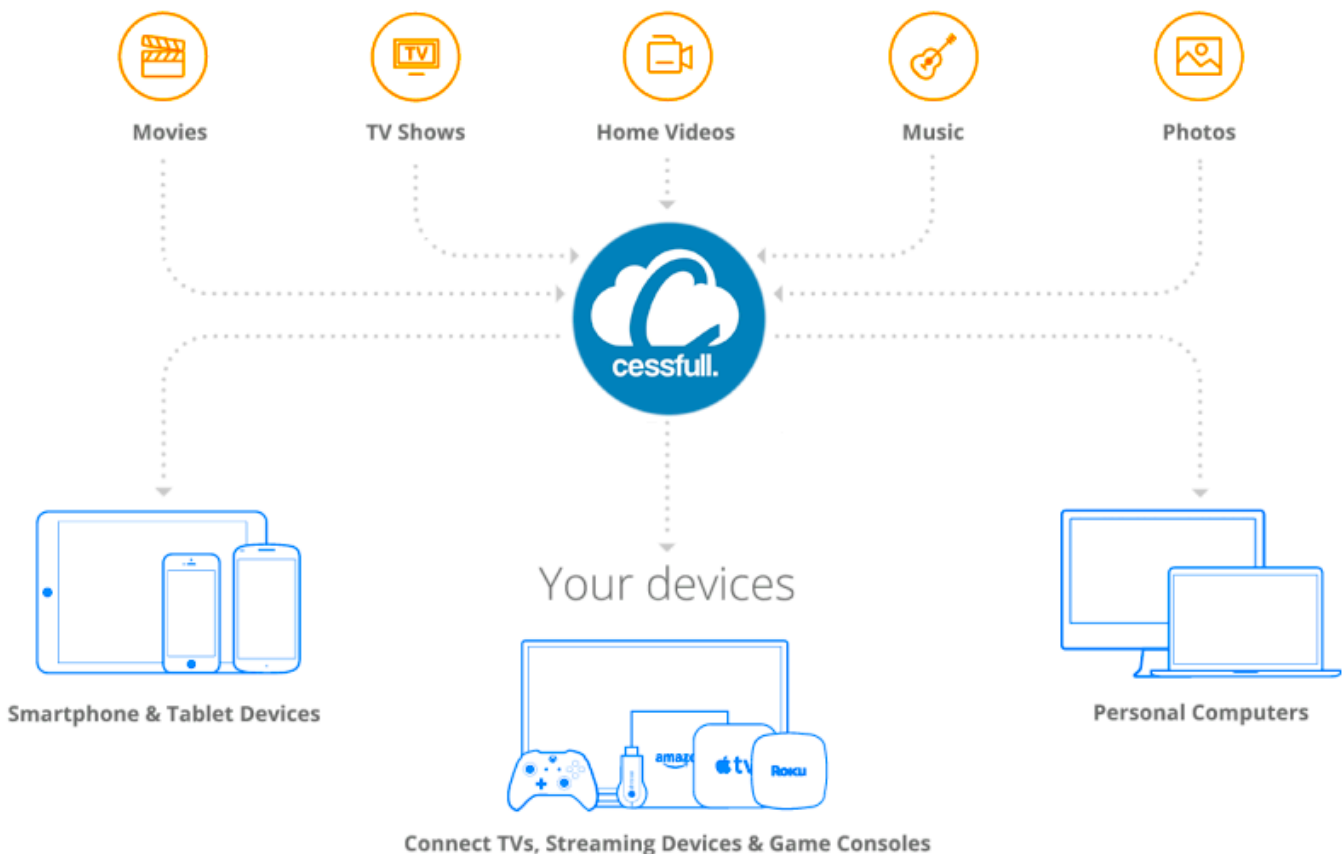 TV
Movies
TV Shows
Home Videos
Music
Photos
cessfull.
Your devices
Smartphone & Tablet Devices
Personal Computers
amazo
tv
Roku
Connect TVs, Streaming Devices & Game Consoles